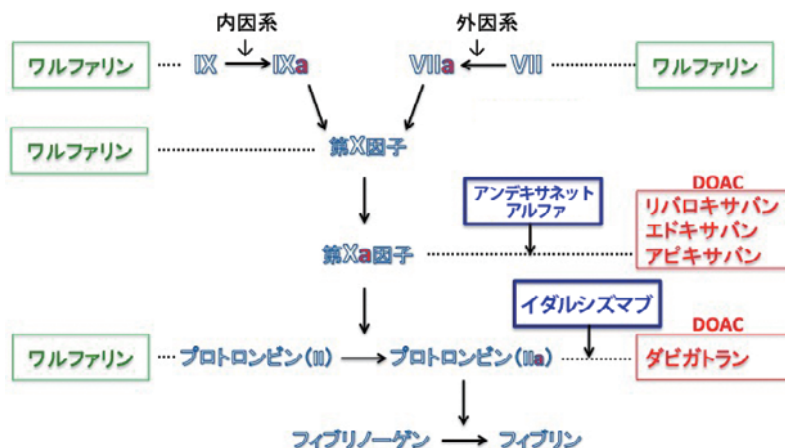 内因系
外因系
ワルファリン
IX
IXa
VIIa
VII
ワルファリン
ワルファリン
第X因子
アンデキサネット
アルファ
DOAC
リバロキサバン
エドキサバン
アピキサバン
第Xa因子
イダルシズマブ
DOAC
ワルファリン
プロトロンビン(II)
プロトロンビン(IIa)
ダビガトラン
フィブリノーゲン
フィブリン